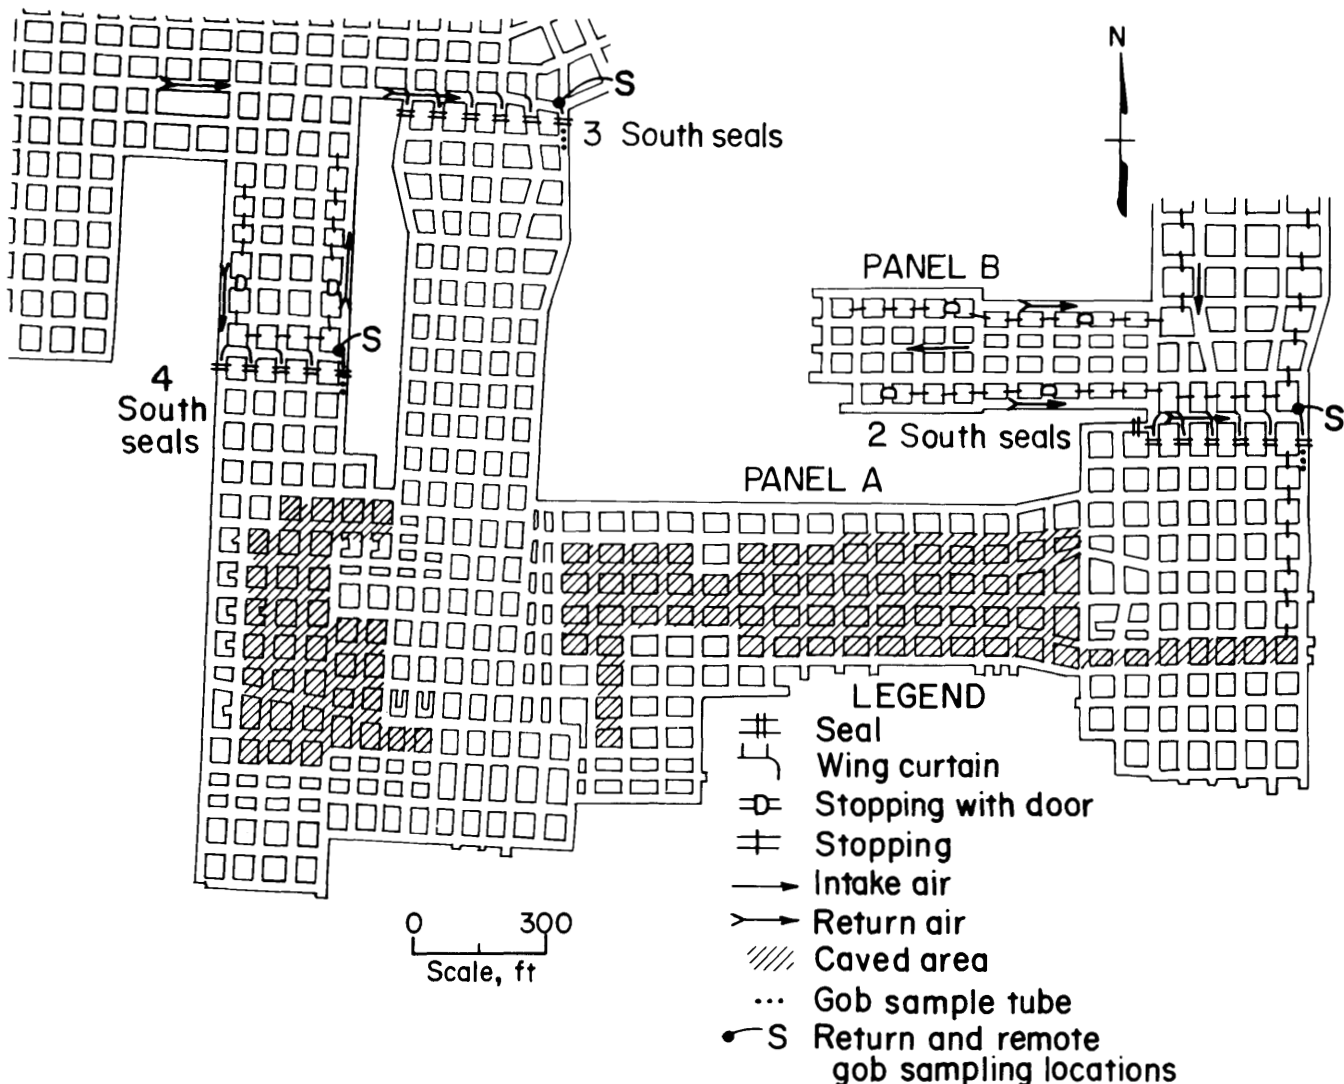 N
S
3 South seals
PANEL B
S
4
South
seals
S
2 South seals
PANEL A
LEGEND
Seal
Wing curtain
Stopping with door
Stopping
Intake air
Return air
Caved area
Gob sample tube
S Return and remote
gob sampling locations
0 300
Scale, ft